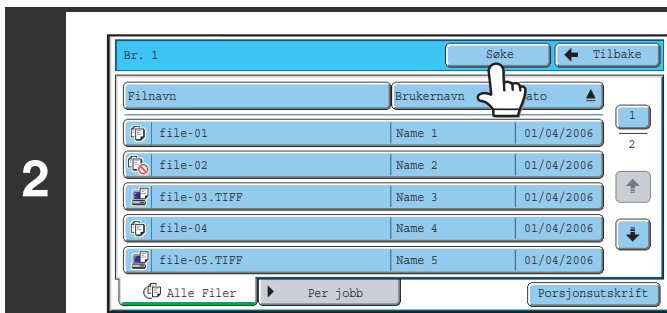 2
Br. 1 Søke Tilbake
Filnavn Brukernavn ato
file-01 Name 1 01/04/2006
1
2
file-02 Name 2 01/04/2006
file-03.TIFF Name 3 01/04/2006
file-04 Name 4 01/04/2006
file-05.TIFF Name 5 01/04/2006
Alle Filer Per jobb Porsjonsutskrift